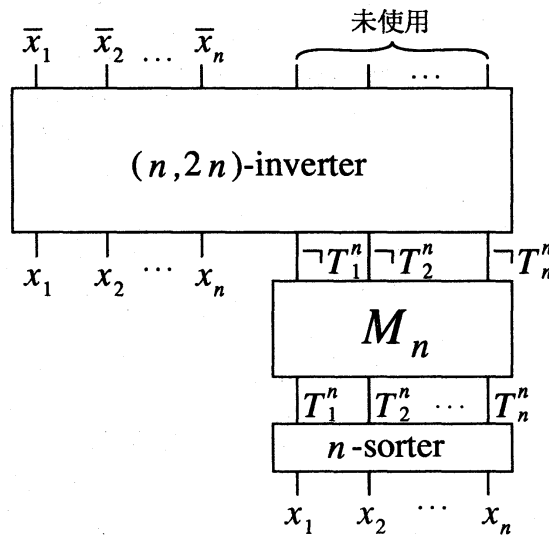 未使用
x̄₁ x̄₂ ... x̄ₙ ...
(n,2n)-inverter
x₁ x₂ ... xₙ ¬T₁ⁿ ¬T₂ⁿ ¬Tₙⁿ
Mₙ
T₁ⁿ T₂ⁿ ... Tₙⁿ
n-sorter
x₁ x₂ ... xₙ